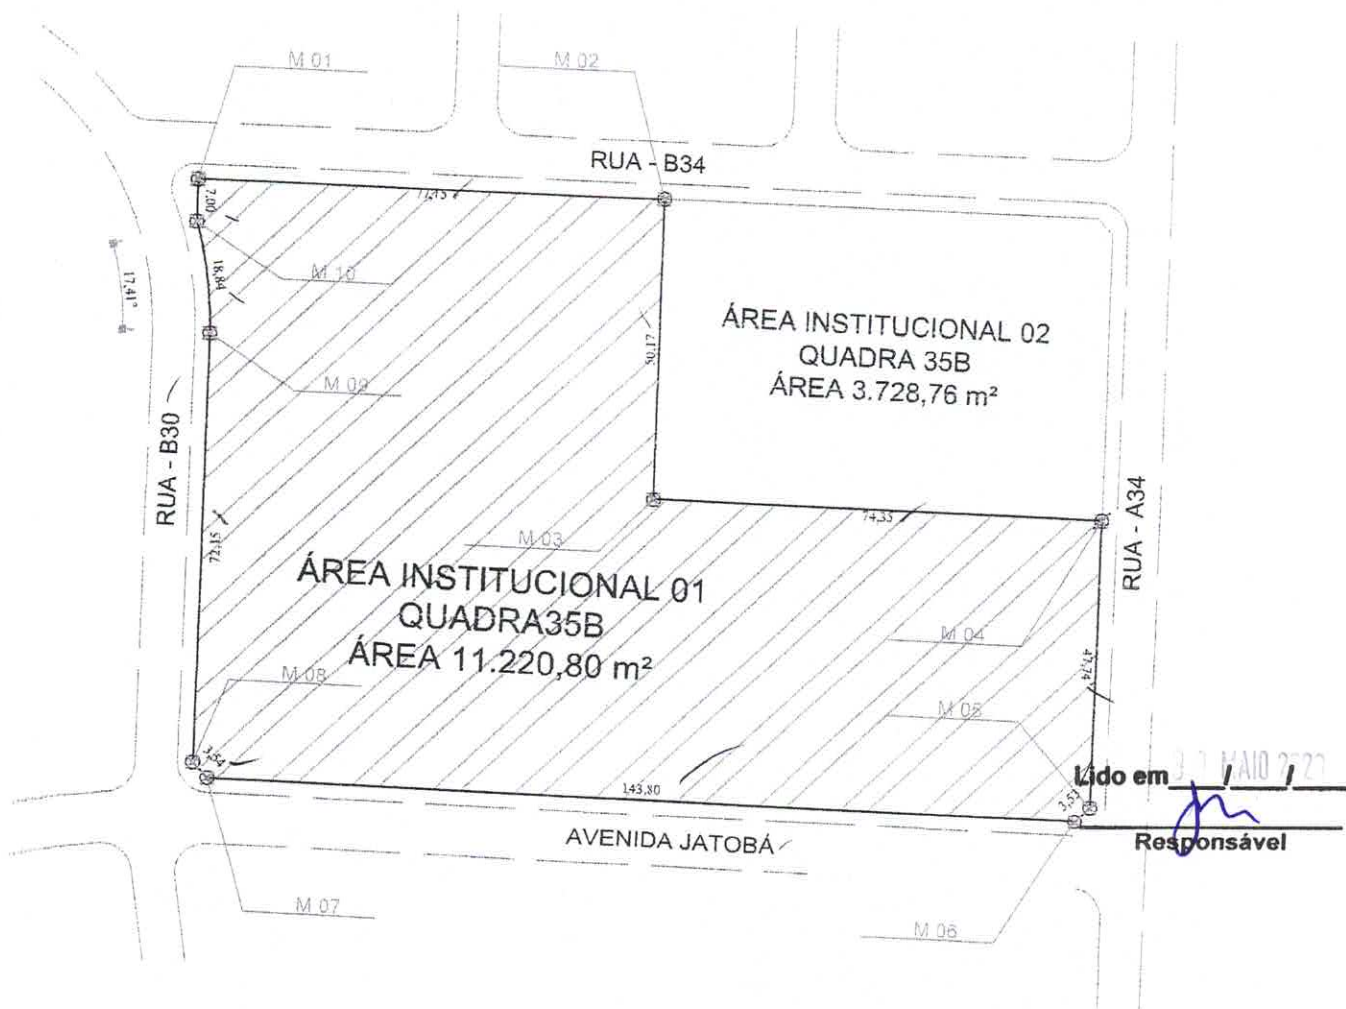 M 01
M 02
RUA - B34
7,00
77,15
M 10
18,84
17,41°
M 09
50,17
ÁREA INSTITUCIONAL 02
QUADRA 35B
ÁREA 3.728,76 m²
RUA - B30
72,15
M 03
74,33
RUA - A34
ÁREA INSTITUCIONAL 01
QUADRA35B
ÁREA 11.220,80 m²
M 04
47,74
M 08
M 05
3,54
143,80
3,53
Lido em / /
MAIO
Responsável
AVENIDA JATOBÁ
M 07
M 06